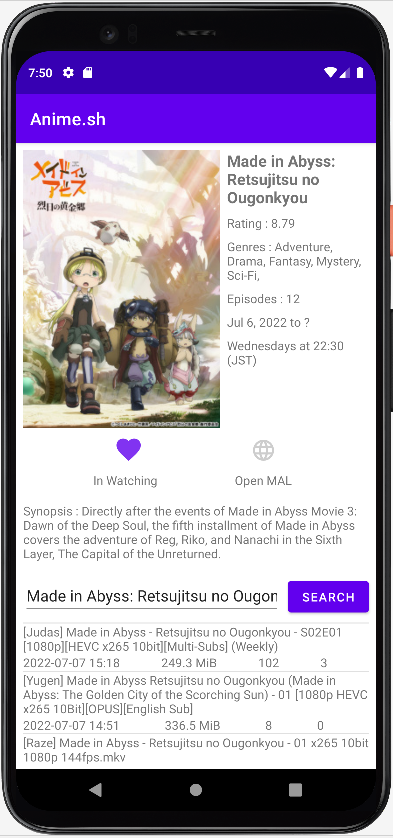 7:50
Anime.sh
メイドインアビス
烈日の黄金郷
Made in Abyss:
Retsujitsu no
Ougonkyou
Rating : 8.79
Genres : Adventure,
Drama, Fantasy, Mystery,
Sci-Fi,
Episodes : 12
Jul 6, 2022 to ?
Wednesdays at 22:30
(JST)
In Watching
Open MAL
Synopsis : Directly after the events of Made in Abyss Movie 3:
Dawn of the Deep Soul, the fifth installment of Made in Abyss
covers the adventure of Reg, Riko, and Nanachi in the Sixth
Layer, The Capital of the Unreturned.
Made in Abyss: Retsujitsu no Ougon
SEARCH
[Judas] Made in Abyss - Retsujitsu no Ougonkyou - S02E01
[1080p][HEVC x265 10bit][Multi-Subs] (Weekly)
2022-07-07 15:18 249.3 MiB 102 3
[Yugen] Made in Abyss Retsujitsu no Ougonkyou (Made in
Abyss: The Golden City of the Scorching Sun) - 01 [1080p HEVC
x265 10Bit][OPUS][English Sub]
2022-07-07 14:51 336.5 MiB 8 0
[Raze] Made in Abyss - Retsujitsu no Ougonkyou - 01 x265 10bit
1080p 144fps.mkv